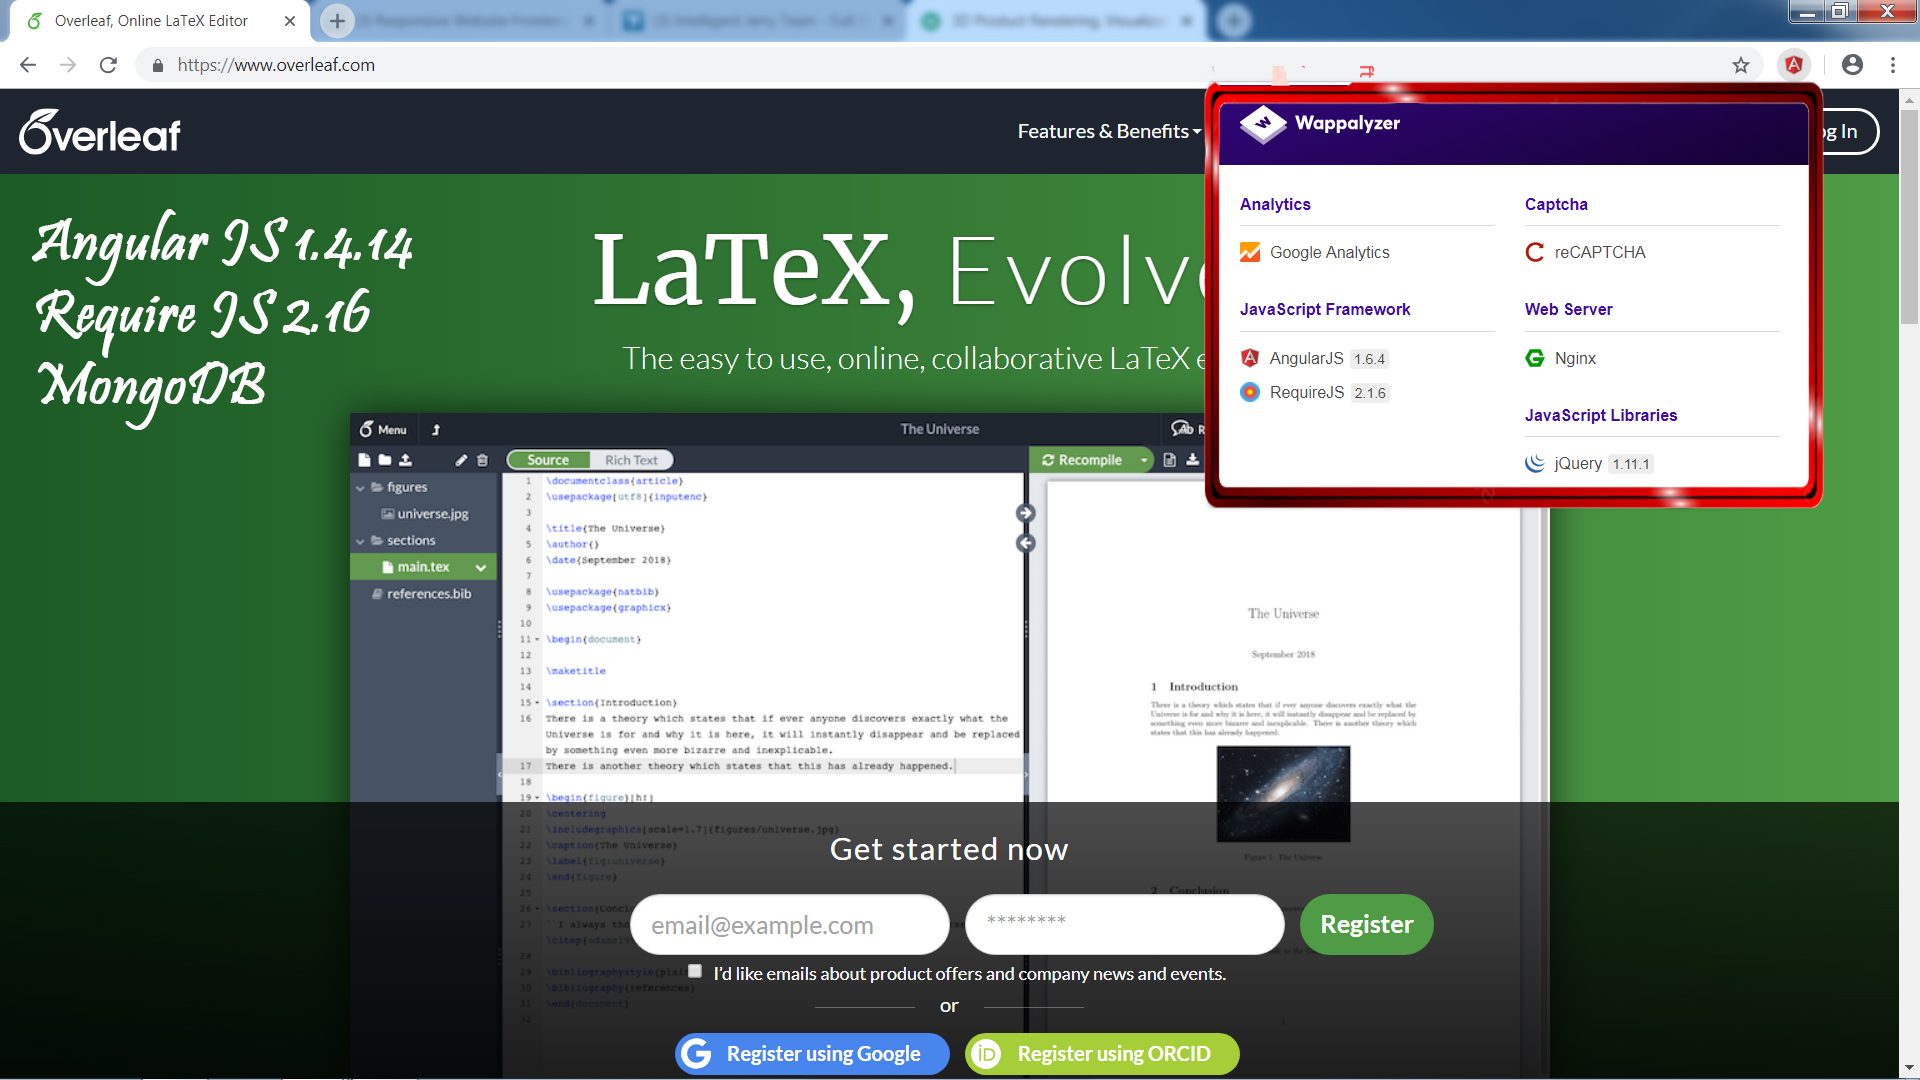 Overleaf, Online LaTeX Editor
https://www.overleaf.com
Overleaf
Features & Benefits
og In
Angular JS 1.4.14
Require JS 2.16
MongoDB
LaTeX, Evolve
The easy to use, online, collaborative LaTeX e
Wappalyzer
Analytics
Google Analytics
JavaScript Framework
AngularJS 1.6.4
RequireJS 2.1.6
Captcha
reCAPTCHA
Web Server
Nginx
JavaScript Libraries
jQuery 1.11.1
Menu
The Universe
R
Source
Rich Text
Recompile
figures
universe.jpg
sections
main.tex
references.bib
1 \documentclass{article}
2 \usepackage[utf8]{inputenc}
3
4 \title{The Universe}
5 \author{}
6 \date{September 2018}
7
8 \usepackage{natbib}
9 \usepackage{graphicx}
10
11 \begin{document}
12
13 \maketitle
14
15 \section{Introduction}
16 There is a theory which states that if ever anyone discovers exactly what the
Universe is for and why it is here, it will instantly disappear and be replaced
by something even more bizarre and inexplicable.
17 There is another theory which states that this has already happened.
18
19 \begin{figure}[h!]
20 \centering
21 \includegraphics[scale=1.7]{figures/universe.jpg}
22 \caption{The Universe}
23 \label{fig:universe}
24 \end{figure}
25
26 \section{Concl
27 ``I always tho
\citep{adams19
28
29 \bibliographystyle{plain
30 \bibliography{references}
31 \end{document}
32
The Universe
September 2018
1 Introduction
There is a theory which states that if ever anyone discovers exactly what the
Universe is for and why it is here, it will instantly disappear and be replaced by
something even more bizarre and inexplicable. There is another theory which
states that this has already happened.
Figure 1: The Universe
2 Conclusion
Get started now
email@example.com
********
Register
I'd like emails about product offers and company news and events.
or
Register using Google
iD Register using ORCID